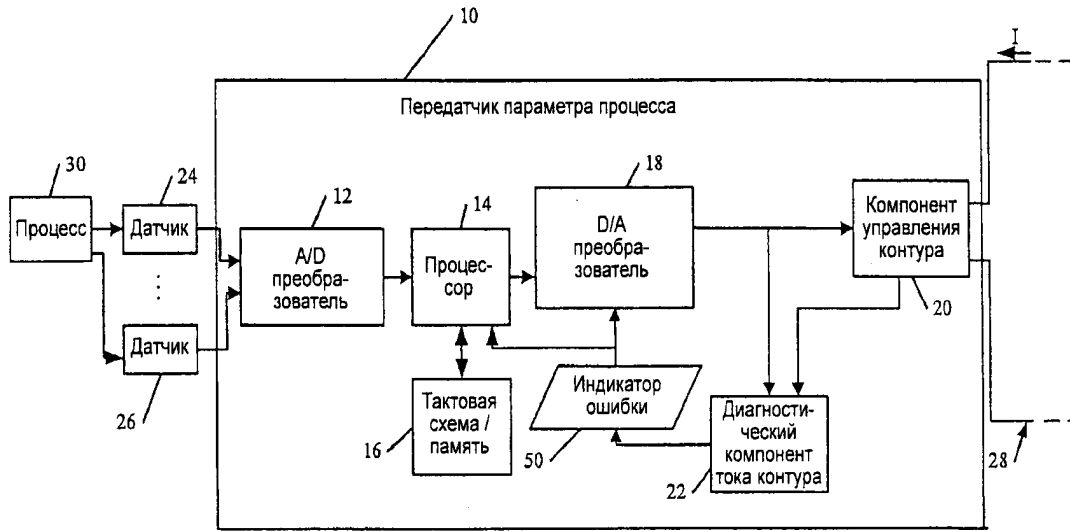 10
I
Передатчик параметра процесса
30
24
12
14
18
Процесс
Датчик
A/D
преобра-
зователь
Процес-
сор
D/A
преобра-
зователь
Компонент
управления
контура
20
. . .
Датчик
26
Тактовая
схема /
память
16
Индикатор
ошибки
50
Диагности-
ческий
компонент
тока контура
22
28